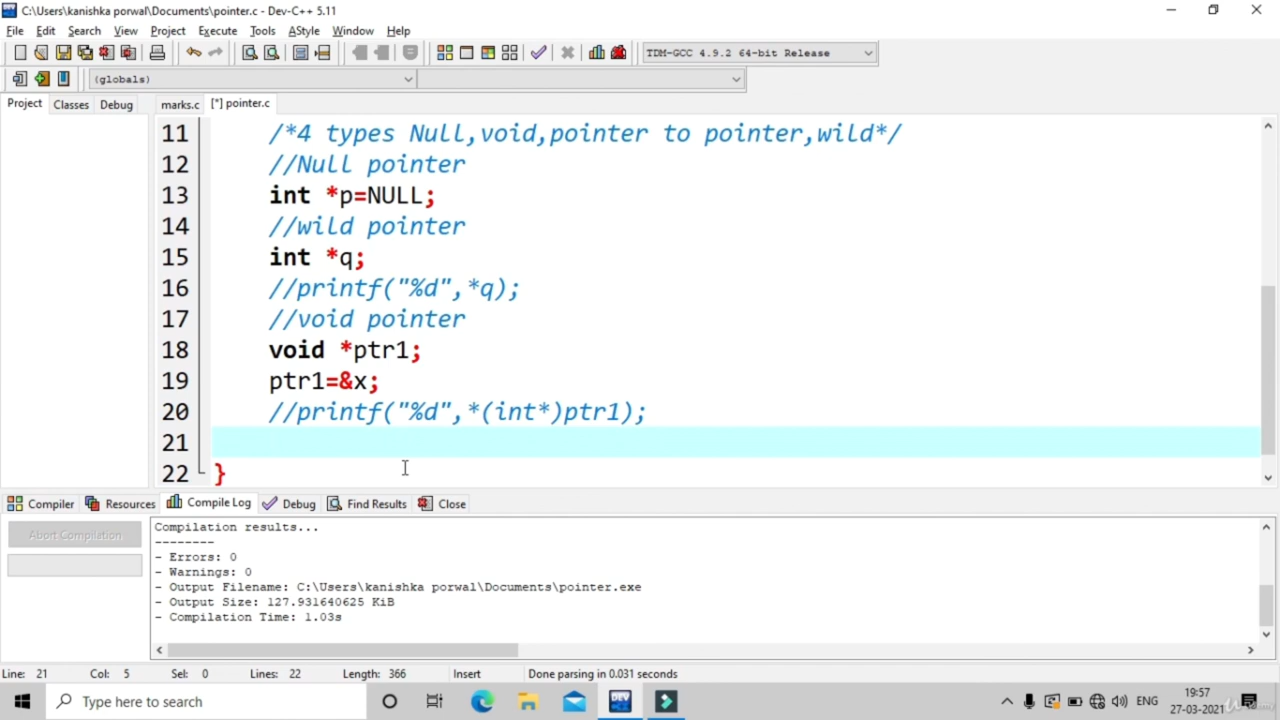 C:\Users\kanishka porwal\Documents\pointer.c - Dev-C++ 5.11
File Edit Search View Project Execute Tools AStyle Window Help
TDM-GCC 4.9.2 64-bit Release
(globals)
Project Classes Debug marks.c [*] pointer.c
11 /*4 types Null,void,pointer to pointer,wild*/
12 //Null pointer
13 int *p=NULL;
14 //wild pointer
15 int *q;
16 //printf("%d",*q);
17 //void pointer
18 void *ptr1;
19 ptr1=&x;
20 //printf("%d",*(int*)ptr1);
21
22 }
Compiler Resources Compile Log Debug Find Results Close
Abort Compilation
Compilation results...
--------
- Errors: 0
- Warnings: 0
- Output Filename: C:\Users\kanishka porwal\Documents\pointer.exe
- Output Size: 127.931640625 KiB
- Compilation Time: 1.03s
Line: 21 Col: 5 Sel: 0 Lines: 22 Length: 366 Insert Done parsing in 0.031 seconds
Type here to search
DEV
ENG
19:57
27-03-2021